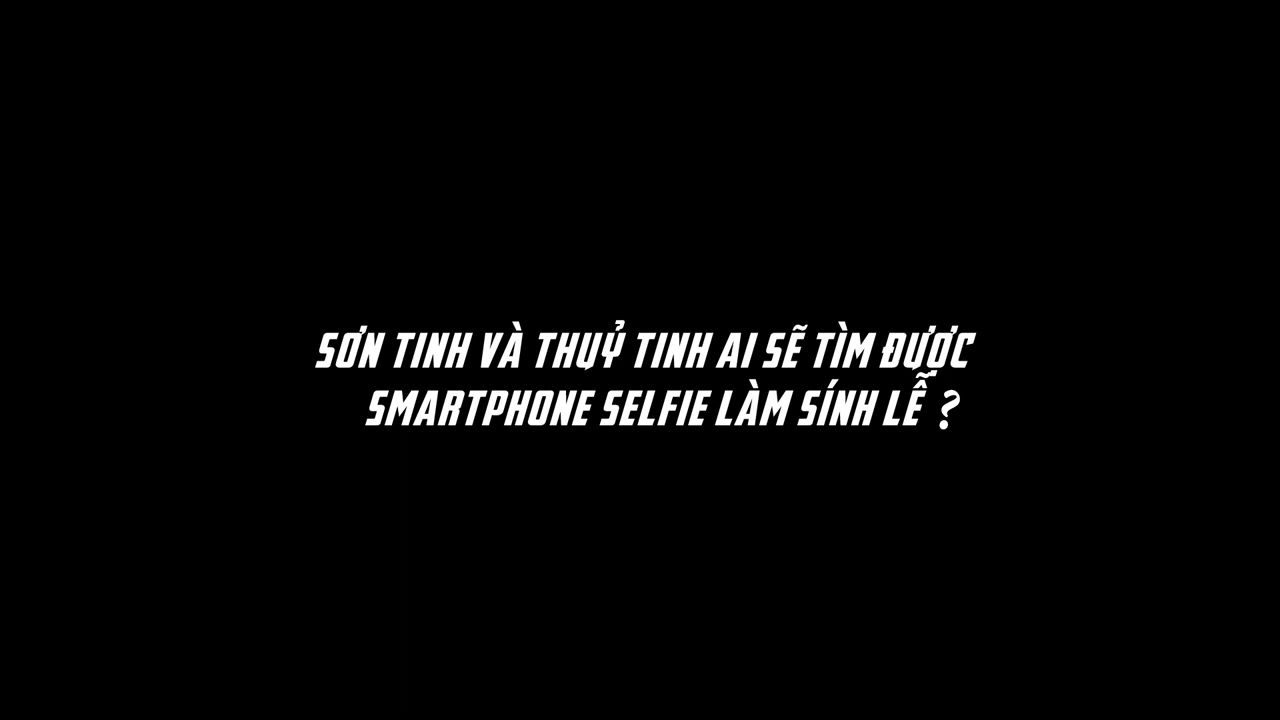 SƠN TINH VÀ THUỶ TINH AI SẼ TÌM ĐƯỢC
SMARTPHONE SELFIE LÀM SÍNH LỄ ?